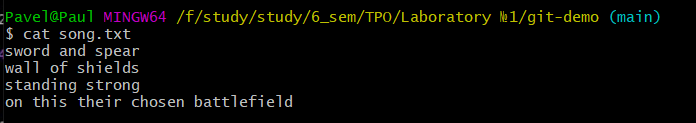 Pavel@Paul MINGW64 /f/study/study/6_sem/TPO/Laboratory №1/git-demo (main)
$ cat song.txt
sword and spear
wall of shields
standing strong
on this their chosen battlefield